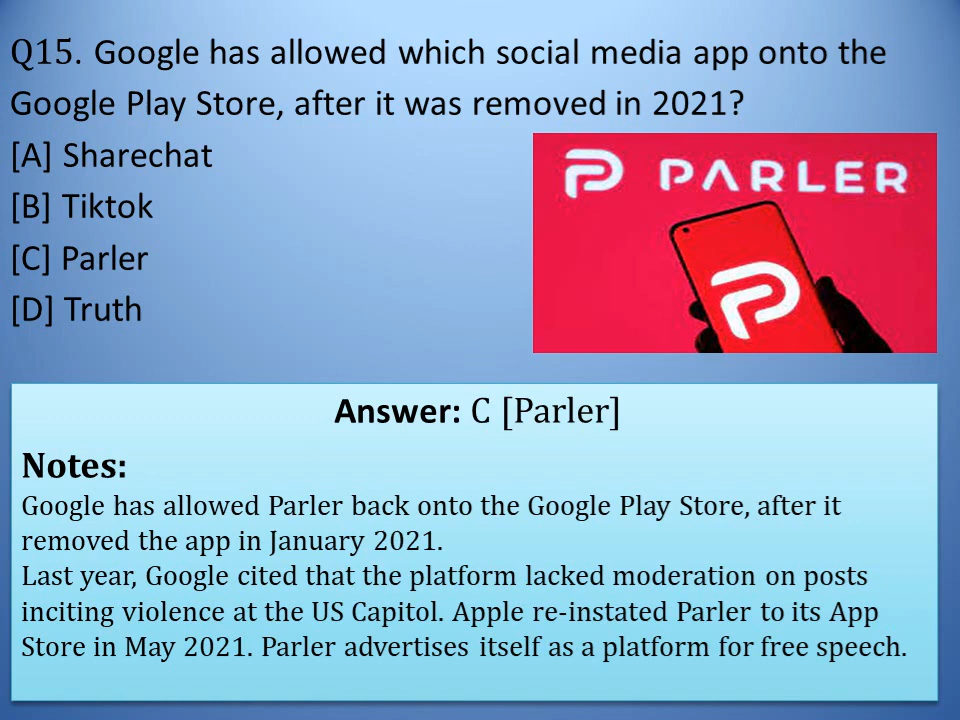 Q15. Google has allowed which social media app onto the
Google Play Store, after it was removed in 2021?
[A] Sharechat
[B] Tiktok
[C] Parler
[D] Truth
PARLER
Answer: C [Parler]
Notes:
Google has allowed Parler back onto the Google Play Store, after it
removed the app in January 2021.
Last year, Google cited that the platform lacked moderation on posts
inciting violence at the US Capitol. Apple re-instated Parler to its App
Store in May 2021. Parler advertises itself as a platform for free speech.